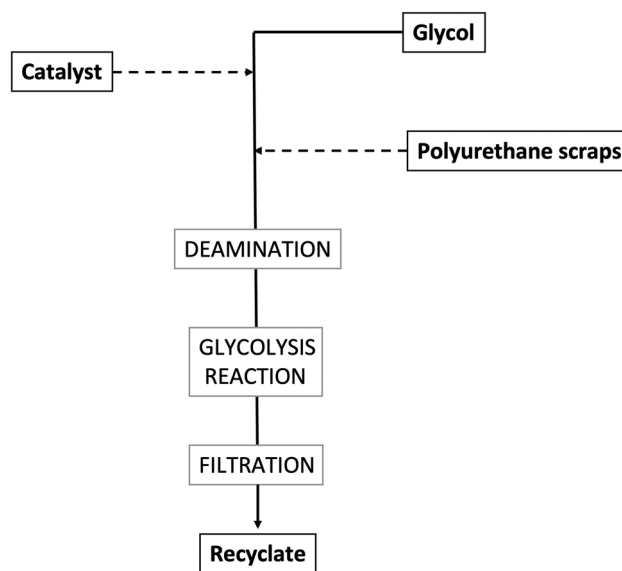 Glycol
Catalyst
Polyurethane scraps
DEAMINATION
GLYCOLYSIS
REACTION
FILTRATION
Recyclate